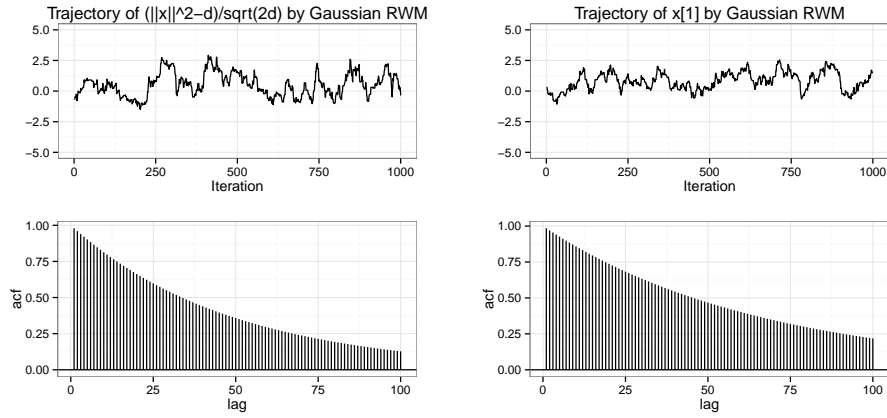 Trajectory of (||x||^2−d)/sqrt(2d) by Gaussian RWM
5.0
2.5
0.0
−2.5
−5.0
0 250 500 750 1000
Iteration
Trajectory of x[1] by Gaussian RWM
5.0
2.5
0.0
−2.5
−5.0
0 250 500 750 1000
Iteration
1.00
0.75
0.50
0.25
0.00
acf
0 25 50 75 100
lag
1.00
0.75
0.50
0.25
0.00
acf
0 25 50 75 100
lag